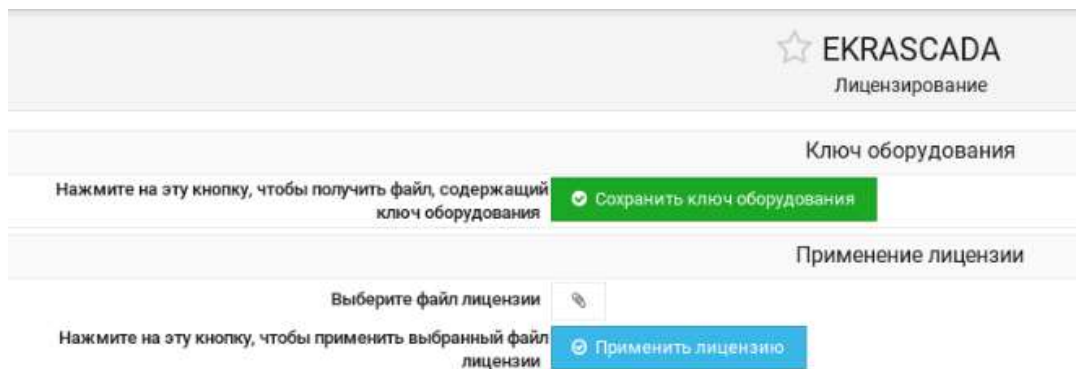 EKRASCADA
Лицензирование
Ключ оборудования
Нажмите на эту кнопку, чтобы получить файл, содержащий
ключ оборудования
Сохранить ключ оборудования
Применение лицензии
Выберите файл лицензии
Нажмите на эту кнопку, чтобы применить выбранный файл
лицензии
Применить лицензию